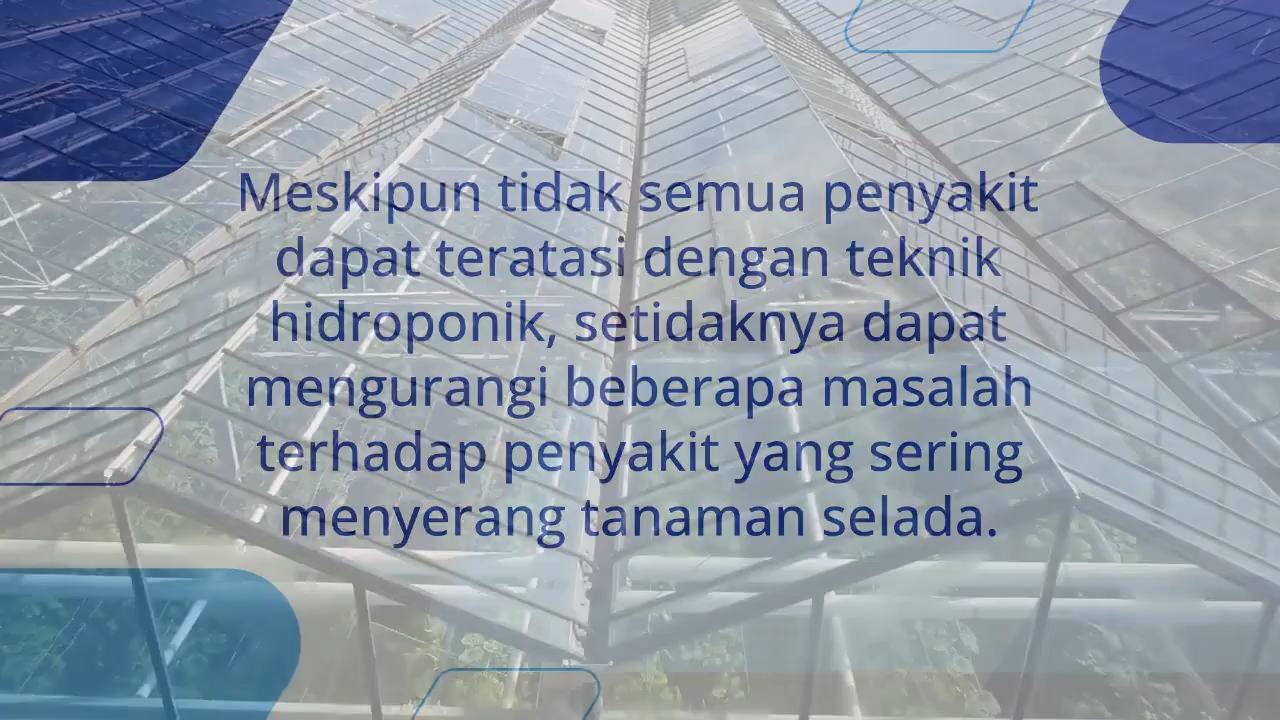 Meskipun tidak semua penyakit
dapat teratasi dengan teknik
hidroponik, setidaknya dapat
mengurangi beberapa masalah
terhadap penyakit yang sering
menyerang tanaman selada.